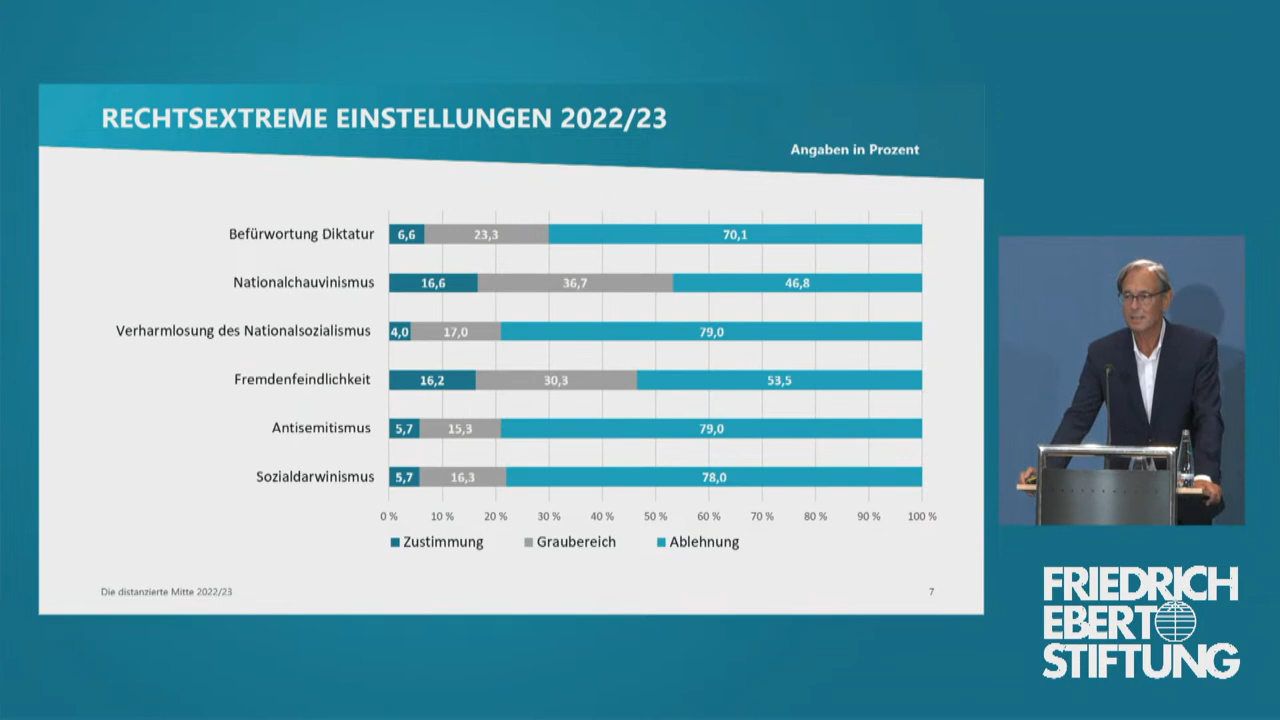 RECHTSEXTREME EINSTELLUNGEN 2022/23
Angaben in Prozent
Befürwortung Diktatur 6,6 23,3 70,1
Nationalchauvinismus 16,6 36,7 46,8
Verharmlosung des Nationalsozialismus 4,0 17,0 79,0
Fremdenfeindlichkeit 16,2 30,3 53,5
Antisemitismus 5,7 15,3 79,0
Sozialdarwinismus 5,7 16,3 78,0
0 % 10 % 20 % 30 % 40 % 50 % 60 % 70 % 80 % 90 % 100 %
Zustimmung Graubereich Ablehnung
Die distanzierte Mitte 2022/23 7
FRIEDRICH
EBERT
STIFTUNG